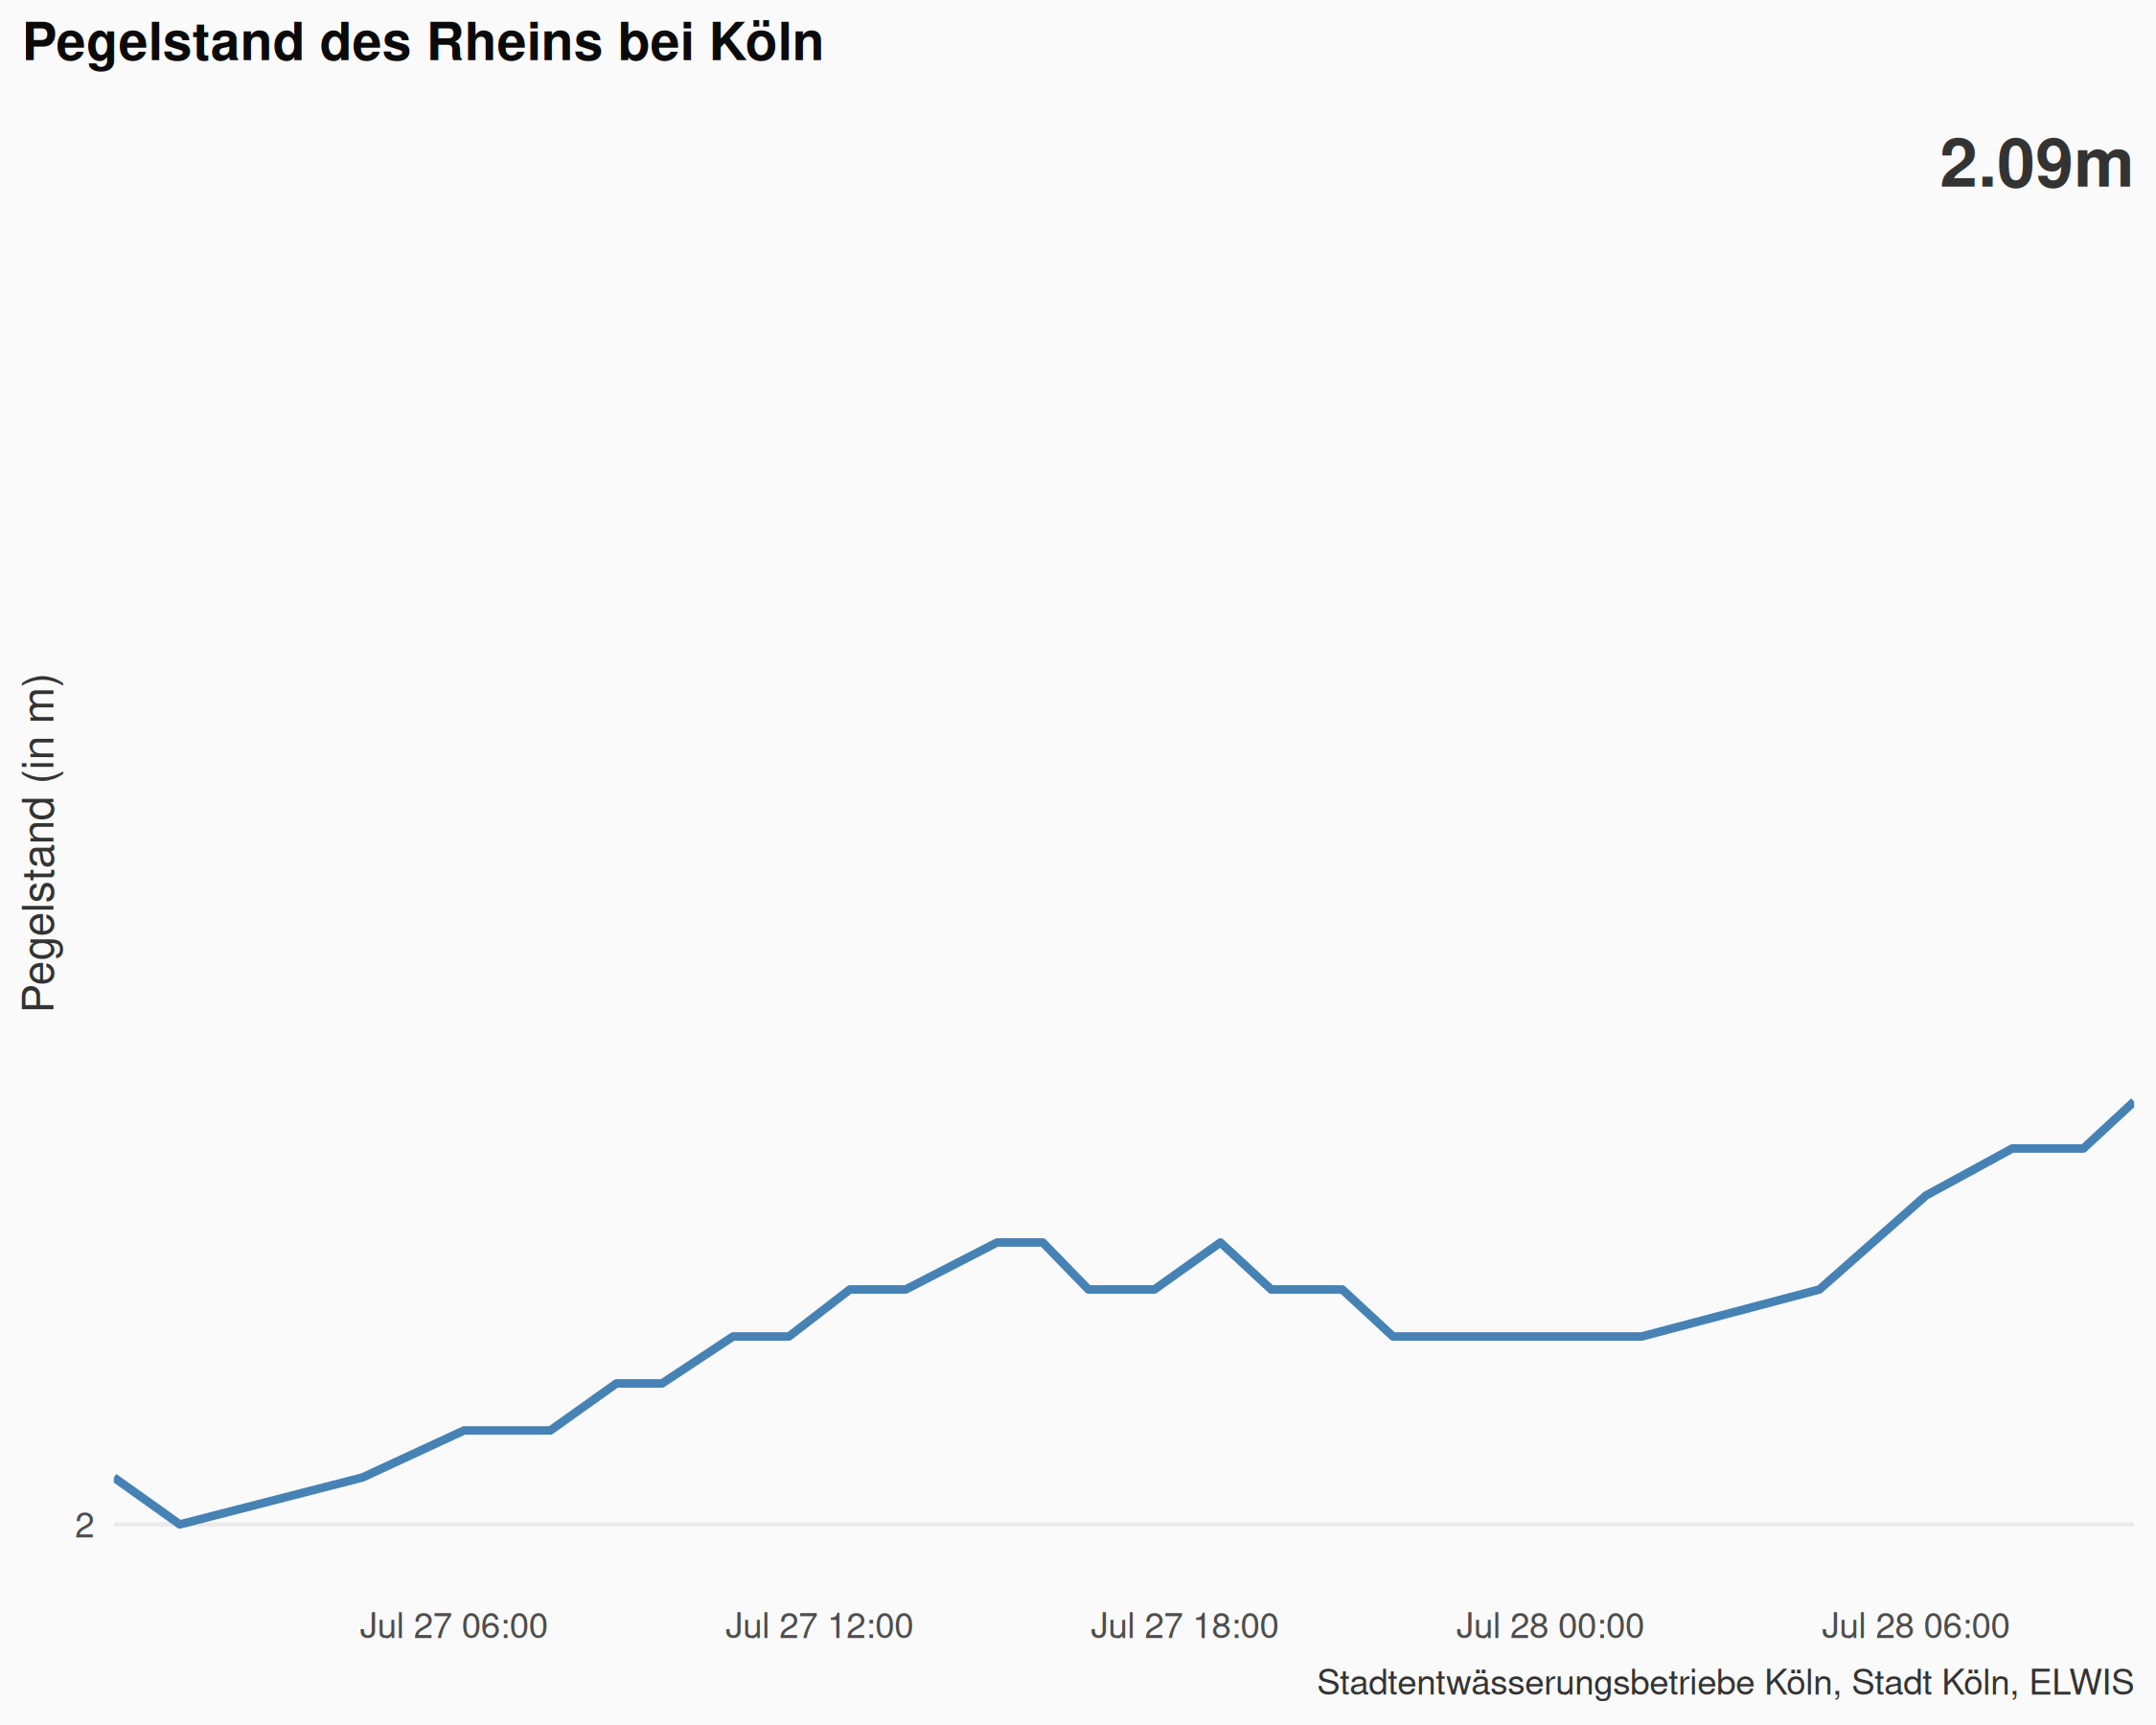 Pegelstand des Rheins bei Köln
2.09m
Pegelstand (in m)
2
Jul 27 06:00
Jul 27 12:00
Jul 27 18:00
Jul 28 00:00
Jul 28 06:00
Stadtentwässerungsbetriebe Köln, Stadt Köln, ELWIS